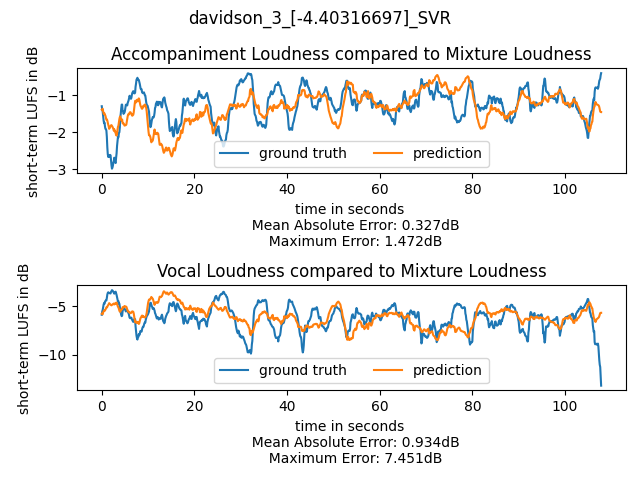 davidson_3_[-4.40316697]_SVR
Accompaniment Loudness compared to Mixture Loudness
short-term LUFS in dB
−1
−2
−3
ground truth
prediction
0 20 40 60 80 100
time in seconds
Mean Absolute Error: 0.327dB
Maximum Error: 1.472dB
Vocal Loudness compared to Mixture Loudness
short-term LUFS in dB
−5
−10
ground truth
prediction
0 20 40 60 80 100
time in seconds
Mean Absolute Error: 0.934dB
Maximum Error: 7.451dB